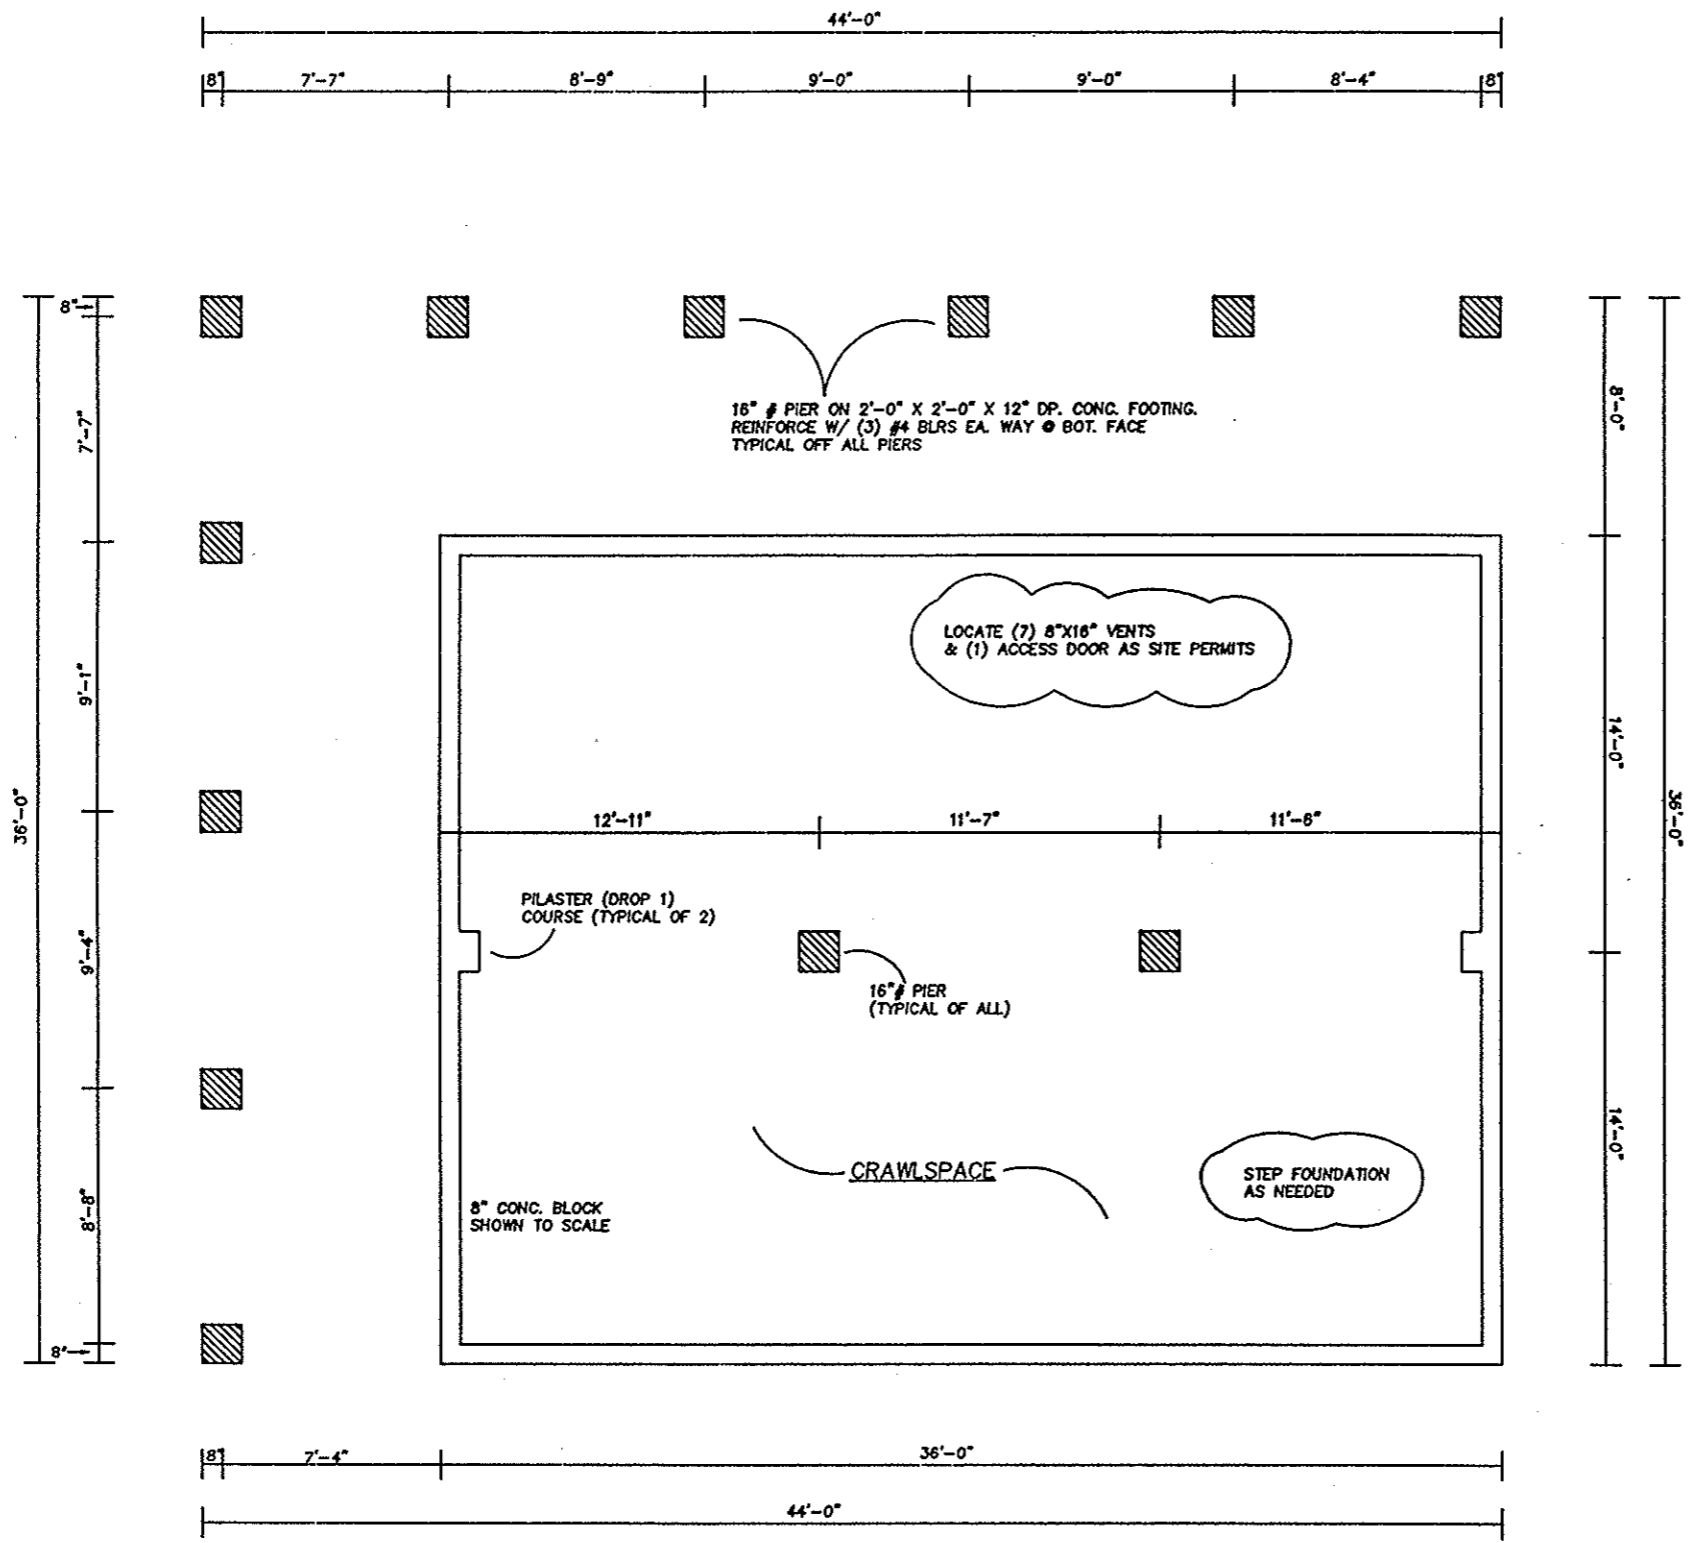 44'-0"
8" 7'-7" 8'-9" 9'-0" 9'-0" 8'-4" 8"
8"
7'-7"
9'-1"
36'-0"
9'-4"
8'-8"
8'
16" PIER ON 2'-0" X 2'-0" X 12" DP. CONC. FOOTING.
REINFORCE W/ (3) #4 BLRS EA. WAY @ BOT. FACE
TYPICAL OFF ALL PIERS
LOCATE (7) 8"X16" VENTS
& (1) ACCESS DOOR AS SITE PERMITS
12'-11" 11'-7" 11'-6"
PILASTER (DROP 1)
COURSE (TYPICAL OF 2)
16" PIER
(TYPICAL OF ALL)
CRAWLSPACE
8" CONC. BLOCK
SHOWN TO SCALE
STEP FOUNDATION
AS NEEDED
8'-0"
14'-0"
36'-0"
14'-0"
8" 7'-4" 36'-0"
44'-0"